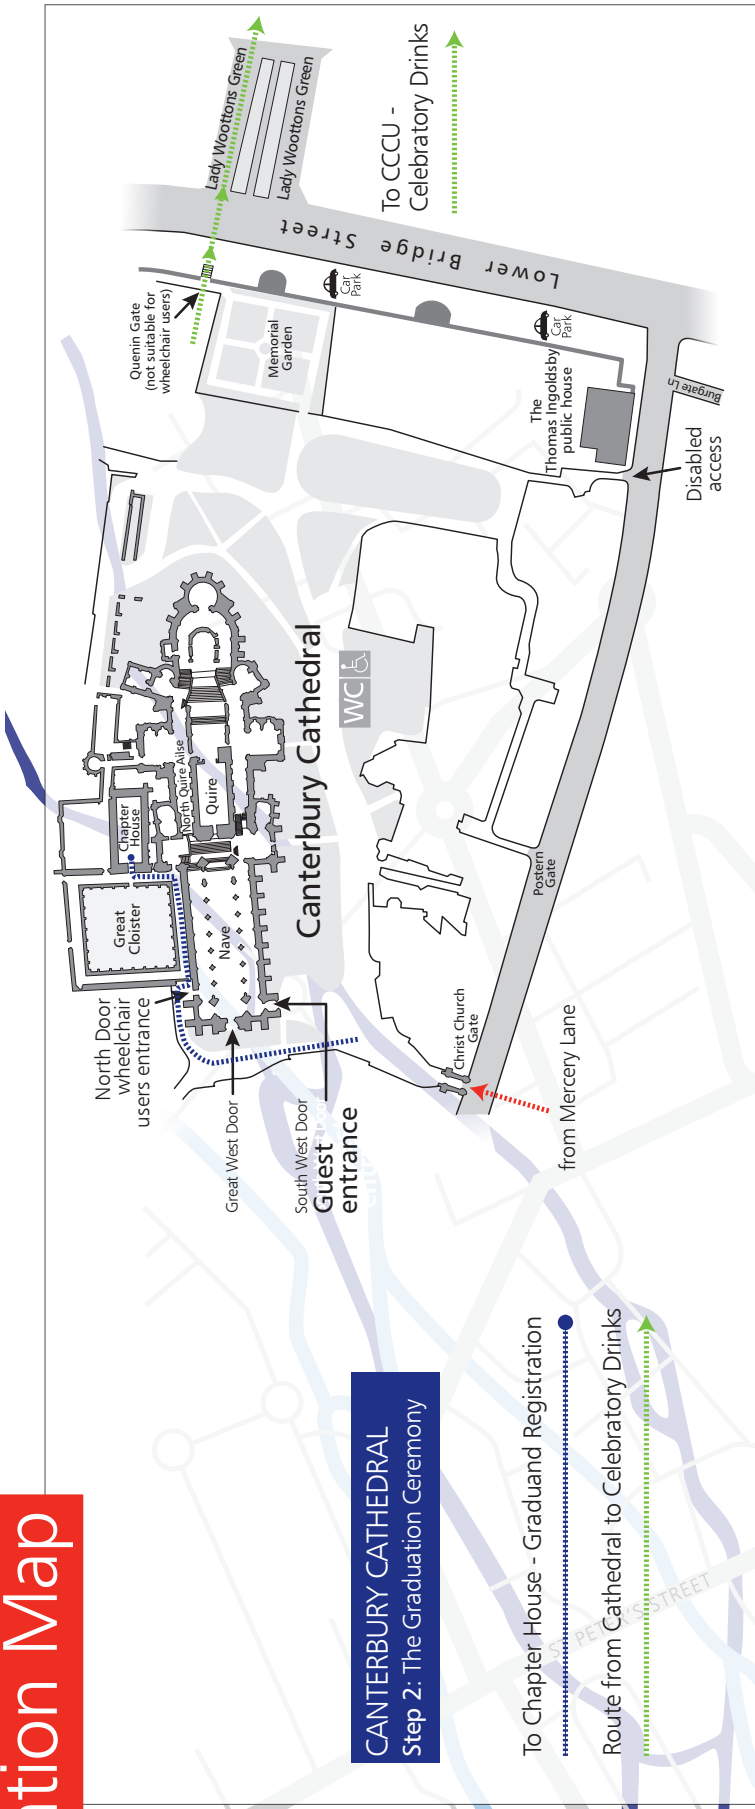 tion Map
CANTERBURY CATHEDRAL
Step 2: The Graduation Ceremony
To Chapter House - Graduand Registration
Route from Cathedral to Celebratory Drinks
ST PETER'S STREET
North Door
wheelchair
users entrance
Great West Door
South West Door
Guest
entrance
from Mercery Lane
Christ Church
Gate
Great
Cloister
Chapter
House
Nave
North Quire Ailse
Quire
Canterbury Cathedral
WC
Postern
Gate
Disabled
access
The
Thomas Ingoldsby
public house
Burgate Ln
Memorial
Garden
Quenin Gate
(not suitable for
wheelchair users)
Car
Park
Car
Park
Lower Bridge Street
Lady Woottons Green
Lady Woottons Green
To CCCU -
Celebratory Drinks